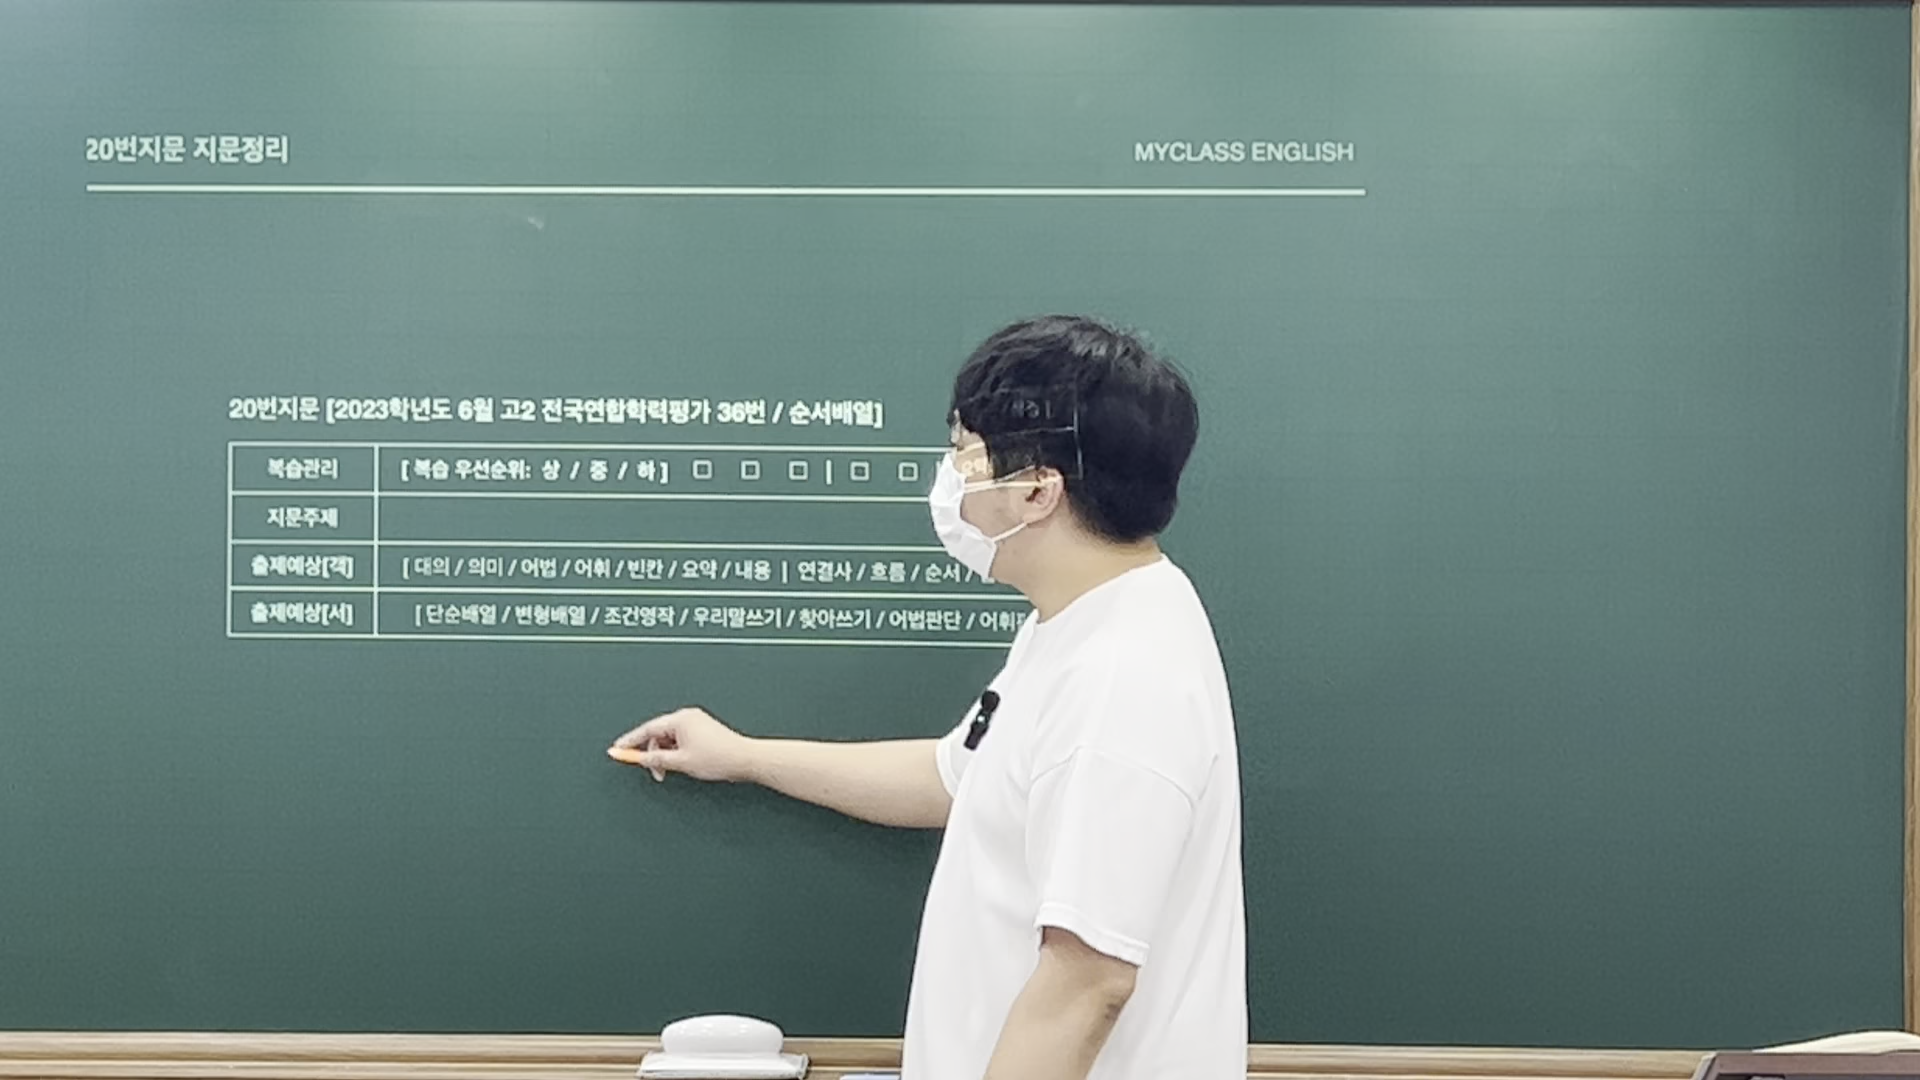 20번지문 지문정리
MYCLASS ENGLISH
20번지문 [2023학년도 6월 고2 전국연합학력평가 36번 / 순서배열]
복습관리 [ 복습 우선순위: 상 / 중 / 하 ] □ □ □ | □ □ |
지문주제
출제예상[객] [ 대의 / 의미 / 어법 / 어휘 / 빈칸 / 요약 / 내용 | 연결사 / 흐름 / 순서 /
출제예상[서] [ 단순배열 / 변형배열 / 조건영작 / 우리말쓰기 / 찾아쓰기 / 어법판단 /